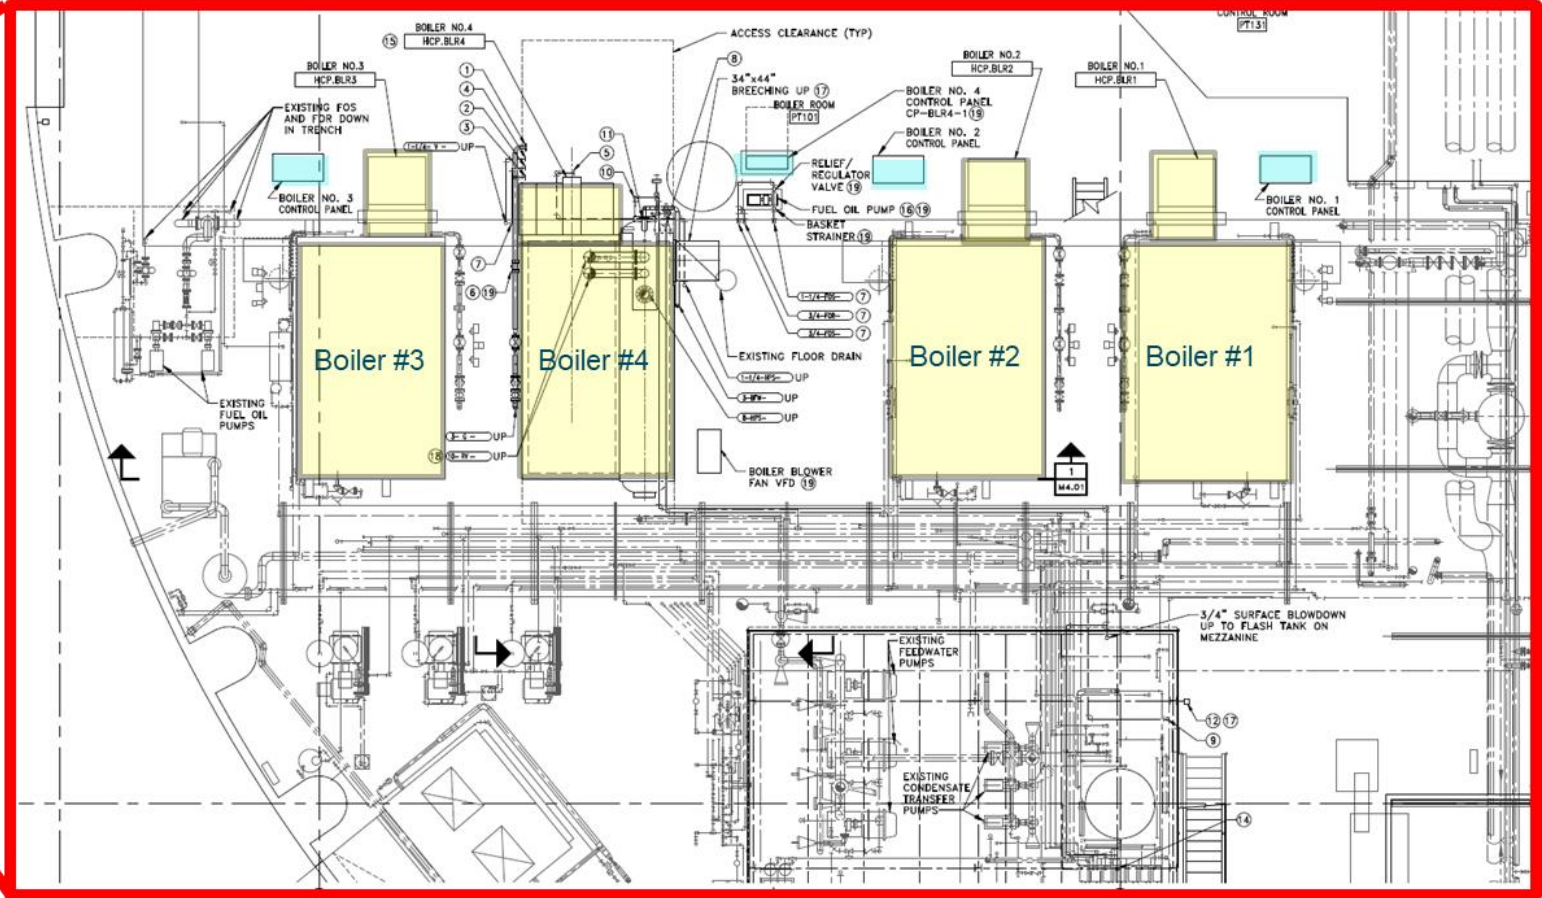 CONTROL ROOM
PT131
BOILER NO.4
15 HCP.BLR4
ACCESS CLEARANCE (TYP)
BOILER NO.3
HCP.BLR3
BOILER NO.2
HCP.BLR2
BOILER NO.1
HCP.BLR1
1
4
2
3
8
34"x44"
BREECHING UP 17
BOILER ROOM
PT101
BOILER NO. 4
CONTROL PANEL
CP-BLR4-1 19
EXISTING FOS
AND FOR DOWN
IN TRENCH
UP
11
5
10
BOILER NO. 2
CONTROL PANEL
RELIEF/
REGULATOR
VALVE 19
FUEL OIL PUMP 16 19
BASKET
STRAINER 19
BOILER NO. 3
CONTROL PANEL
BOILER NO. 1
CONTROL PANEL
7
6 19
1-1/4-FOS- 7
3/4-FOR- 7
3/4-FOS- 7
Boiler #3
Boiler #4
Boiler #2
Boiler #1
EXISTING FLOOR DRAIN
1-1/4-HPS- UP
UP
8-HPS- UP
EXISTING
FUEL OIL
PUMPS
3- G - UP
18 UP
BOILER BLOWER
FAN VFD 19
1
M4.01
3/4" SURFACE BLOWDOWN
UP TO FLASH TANK ON
MEZZANINE
EXISTING
FEEDWATER
PUMPS
12 17
9
EXISTING
CONDENSATE
TRANSFER
PUMPS
14